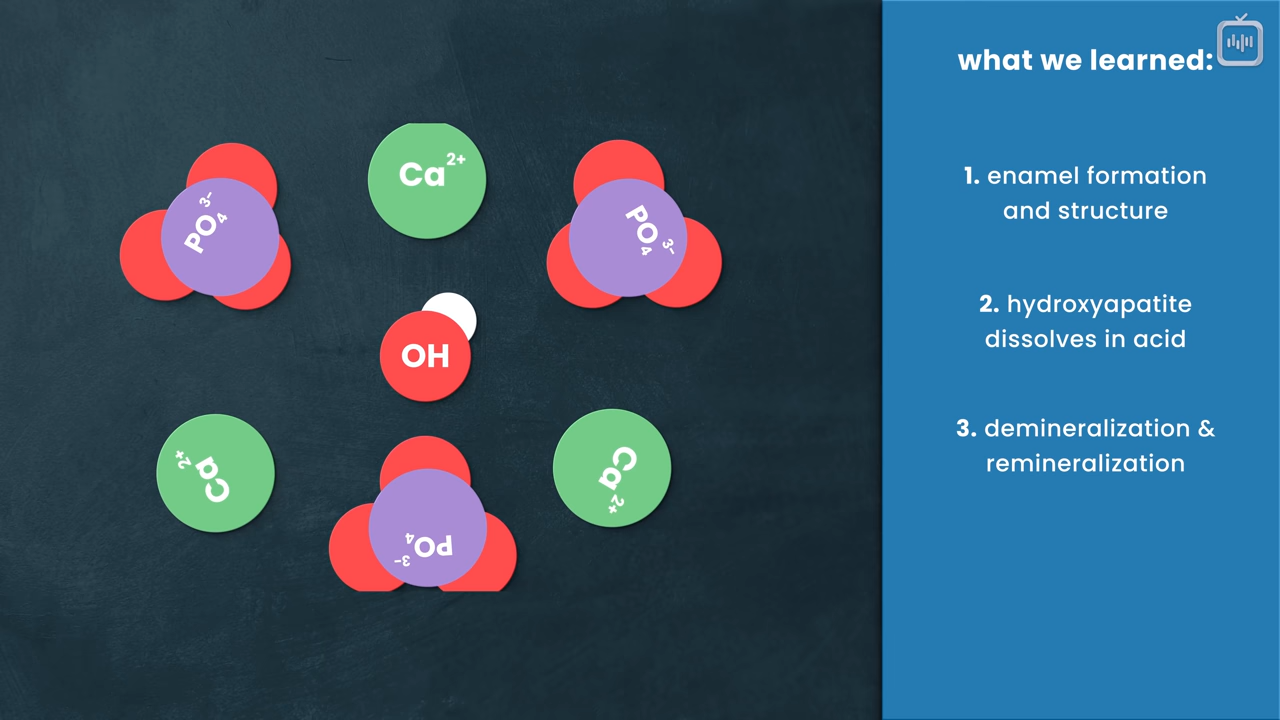 PO₄³⁻
Ca²⁺
PO₄³⁻
OH
Ca²⁺
PO₄³⁻
Ca²⁺
what we learned:
1. enamel formation
and structure
2. hydroxyapatite
dissolves in acid
3. demineralization &
remineralization